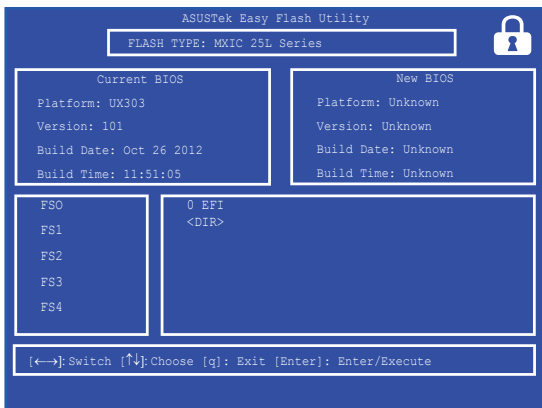 ASUSTek Easy Flash Utility
FLASH TYPE: MXIC 25L Series
Current BIOS
Platform: UX303
Version: 101
Build Date: Oct 26 2012
Build Time: 11:51:05
New BIOS
Platform: Unknown
Version: Unknown
Build Date: Unknown
Build Time: Unknown
FSO
FS1
FS2
FS3
FS4
0 EFI
<DIR>
[←→]: Switch [↑↓]: Choose [q]: Exit [Enter]: Enter/Execute